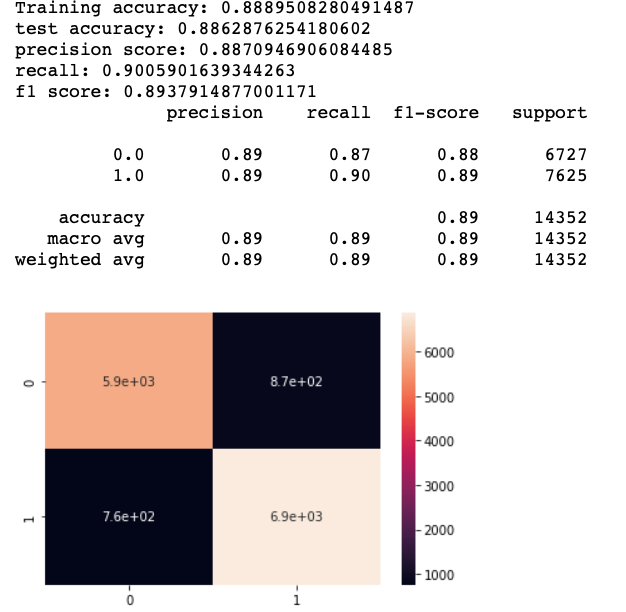 Training accuracy: 0.8889508280491487
test accuracy: 0.8862876254180602
precision score: 0.8870946906084485
recall: 0.9005901639344263
f1 score: 0.8937914877001171
precision recall f1-score support
0.0 0.89 0.87 0.88 6727
1.0 0.89 0.90 0.89 7625
accuracy 0.89 14352
macro avg 0.89 0.89 0.89 14352
weighted avg 0.89 0.89 0.89 14352
0 5.9e+03 8.7e+02
1 7.6e+02 6.9e+03
0 1
6000
5000
4000
3000
2000
1000